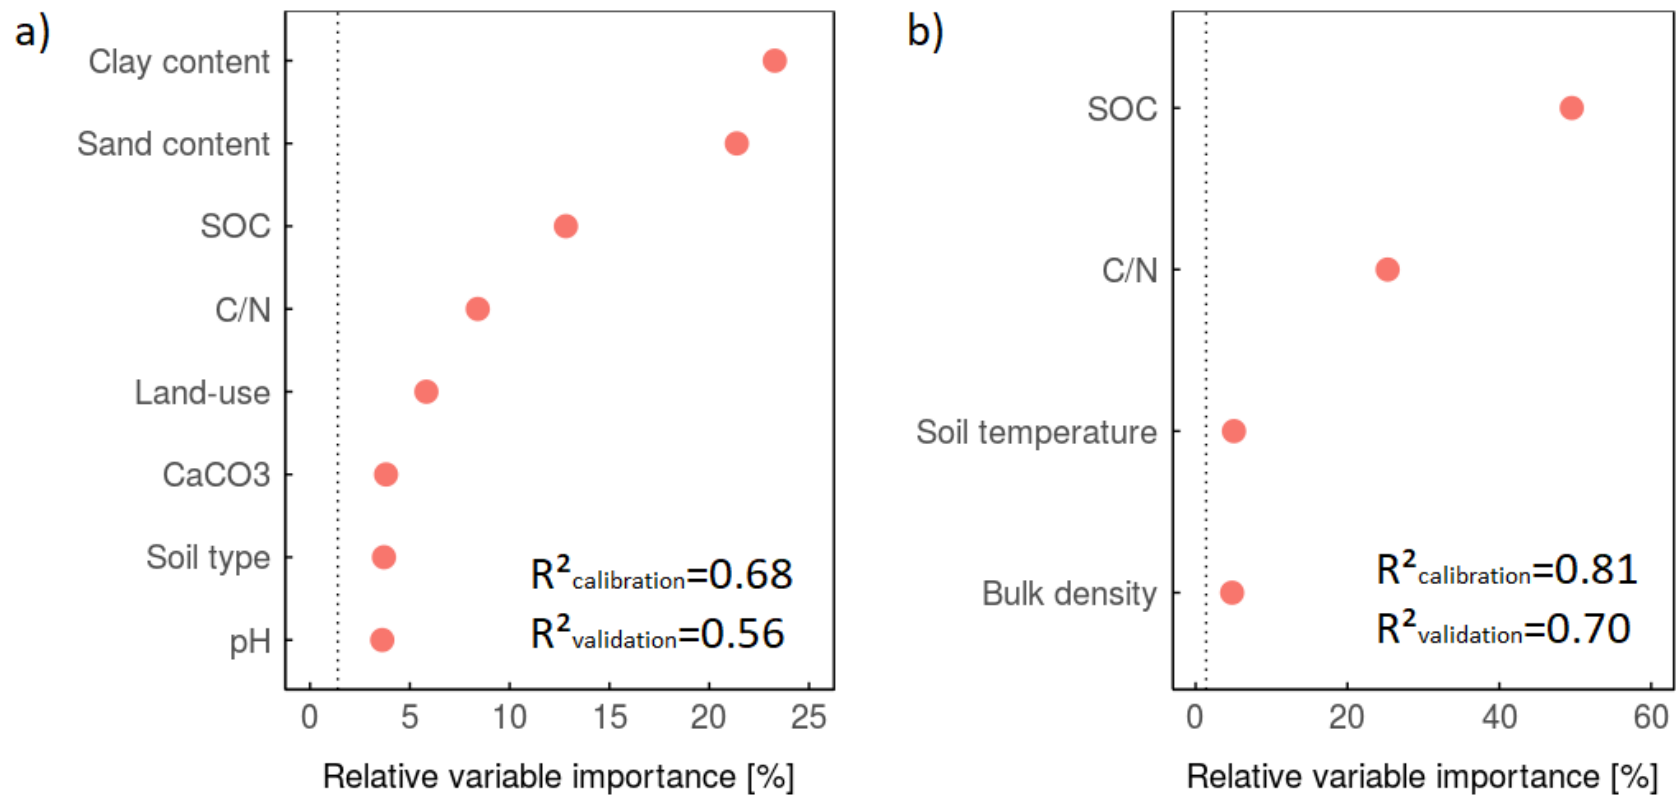 a)
Clay content
Sand content
SOC
C/N
Land-use
CaCO3
Soil type
pH
R²calibration=0.68
R²validation=0.56
0 5 10 15 20 25
Relative variable importance [%]
b)
SOC
C/N
Soil temperature
Bulk density
R²calibration=0.81
R²validation=0.70
0 20 40 60
Relative variable importance [%]